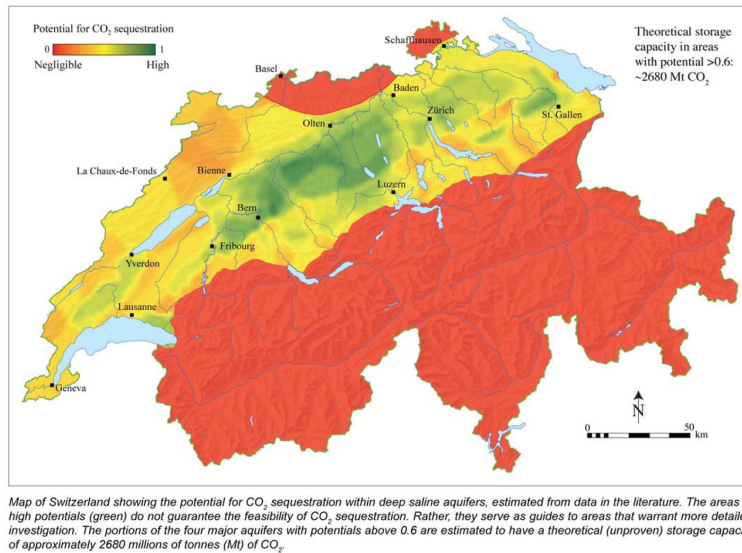 Potential for CO2 sequestration
0 1
Negligible High
Theoretical storage
capacity in areas
with potential >0.6:
~2680 Mt CO2
Schaffhausen
Basel
Baden
Zürich
St. Gallen
Olten
La Chaux-de-Fonds
Bienne
Luzern
Bern
Fribourg
Yverdon
Lausanne
Geneva
N
0 50
km
Map of Switzerland showing the potential for CO2 sequestration within deep saline aquifers, estimated from data in the literature. The areas
high potentials (green) do not guarantee the feasibility of CO2 sequestration. Rather, they serve as guides to areas that warrant more detaile
investigation. The portions of the four major aquifers with potentials above 0.6 are estimated to have a theoretical (unproven) storage capac
of approximately 2680 millions of tonnes (Mt) of CO2.